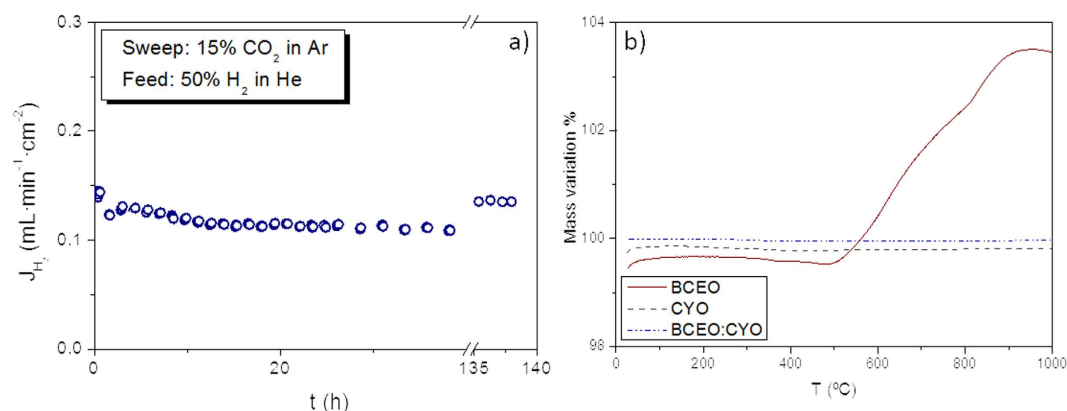 a)
Sweep: 15% CO₂ in Ar
Feed: 50% H₂ in He
J_H₂ (mL·min⁻¹·cm⁻²)
0.3
0.2
0.1
0.0
0 20 135 140
t (h)
b)
Mass variation %
104
102
100
98
BCEO
CYO
BCEO:CYO
0 200 400 600 800 1000
T (ºC)